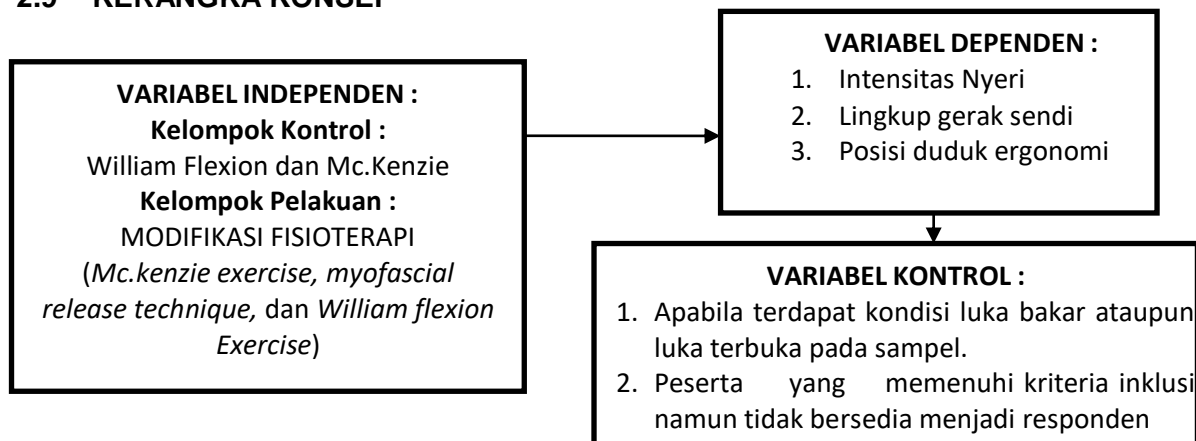 2.9 KERANGKA KONSEP
VARIABEL INDEPENDEN :
Kelompok Kontrol :
William Flexion dan Mc.Kenzie
Kelompok Pelakuan :
MODIFIKASI FISIOTERAPI
(Mc.kenzie exercise, myofascial
release technique, dan William flexion
Exercise)
VARIABEL DEPENDEN :
1. Intensitas Nyeri
2. Lingkup gerak sendi
3. Posisi duduk ergonomi
VARIABEL KONTROL :
1. Apabila terdapat kondisi luka bakar ataupun
luka terbuka pada sampel.
2. Peserta yang memenuhi kriteria inklusi
namun tidak bersedia menjadi responden